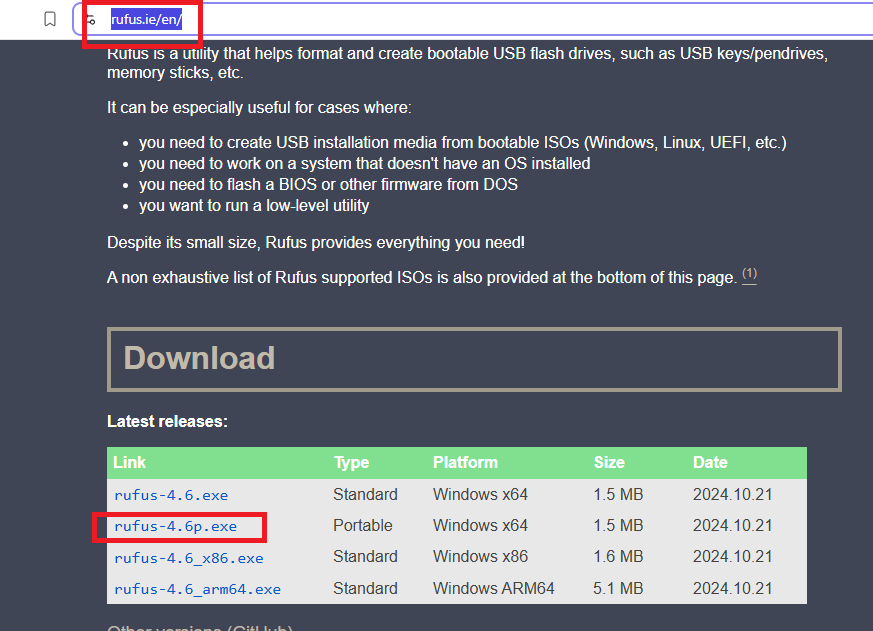 rufus.ie/en/
Rufus is a utility that helps format and create bootable USB flash drives, such as USB keys/pendrives,
memory sticks, etc.
It can be especially useful for cases where:
• you need to create USB installation media from bootable ISOs (Windows, Linux, UEFI, etc.)
• you need to work on a system that doesn't have an OS installed
• you need to flash a BIOS or other firmware from DOS
• you want to run a low-level utility
Despite its small size, Rufus provides everything you need!
A non exhaustive list of Rufus supported ISOs is also provided at the bottom of this page. (1)
Download
Latest releases:
Link Type Platform Size Date
rufus-4.6.exe Standard Windows x64 1.5 MB 2024.10.21
rufus-4.6p.exe Portable Windows x64 1.5 MB 2024.10.21
rufus-4.6_x86.exe Standard Windows x86 1.6 MB 2024.10.21
rufus-4.6_arm64.exe Standard Windows ARM64 5.1 MB 2024.10.21
Other versions (GitHub)